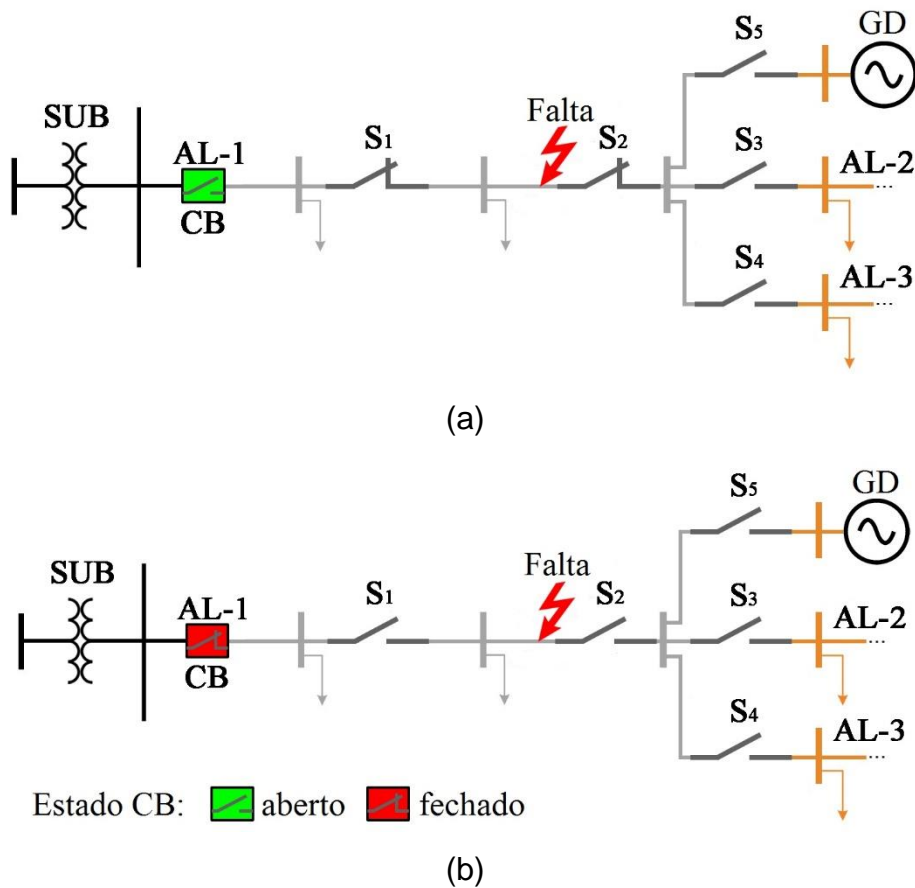 S5
GD
SUB
AL-1
CB
S1
Falta
S2
S3
AL-2
S4
AL-3
(a)
S5
GD
SUB
AL-1
CB
S1
Falta
S2
S3
AL-2
S4
AL-3
Estado CB: aberto fechado
(b)